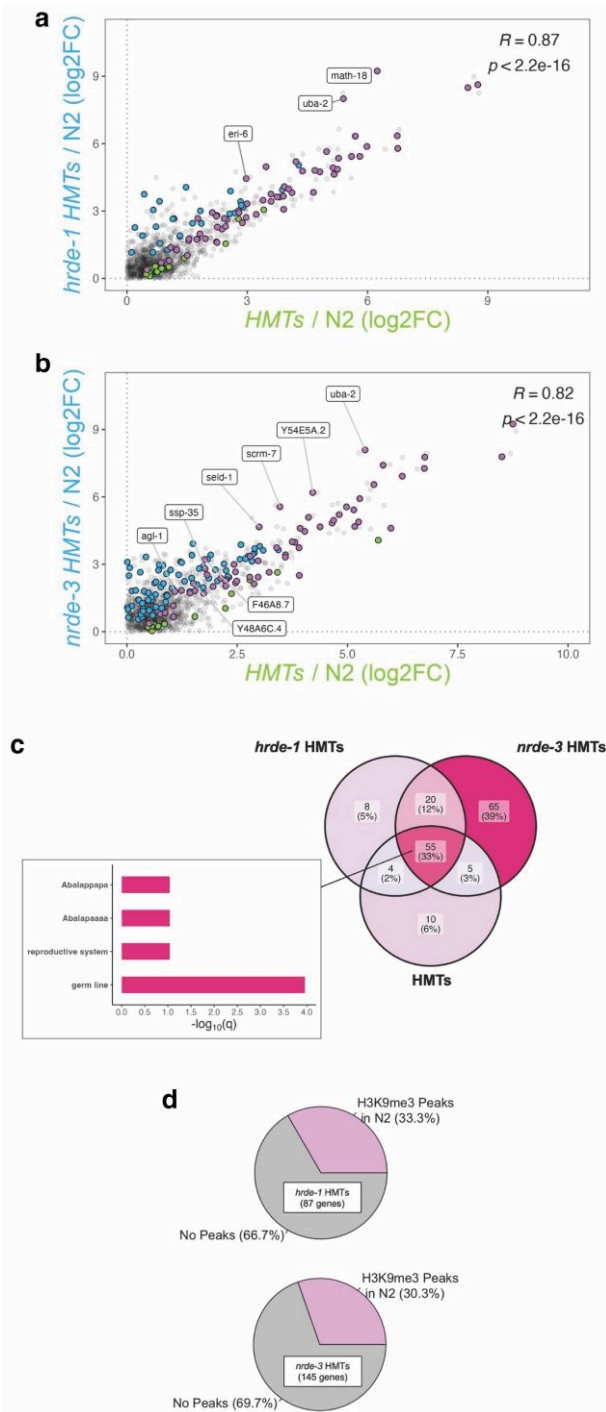 a
R = 0.87
p < 2.2e-16
math-18
uba-2
eri-6
9
6
3
0
hrde-1 HMTs / N2 (log2FC)
0
3
6
9
HMTs / N2 (log2FC)
b
R = 0.82
p < 2.2e-16
uba-2
Y54E5A.2
scrm-7
seld-1
ssp-35
agl-1
F46A8.7
Y48A6C.4
9
6
3
0
nrde-3 HMTs / N2 (log2FC)
0.0
2.5
5.0
7.5
10.0
HMTs / N2 (log2FC)
c
hrde-1 HMTs
nrde-3 HMTs
8
(5%)
20
(12%)
65
(39%)
55
(33%)
4
(2%)
5
(3%)
10
(6%)
HMTs
Abalappapa
Abalapaaaa
reproductive system
germ line
0.0 0.5 1.0 1.5 2.0 2.5 3.0 3.5 4.0
-log10(q)
d
H3K9me3 Peaks
in N2 (33.3%)
hrde-1 HMTs
(87 genes)
No Peaks (66.7%)
H3K9me3 Peaks
in N2 (30.3%)
nrde-3 HMTs
(145 genes)
No Peaks (69.7%)